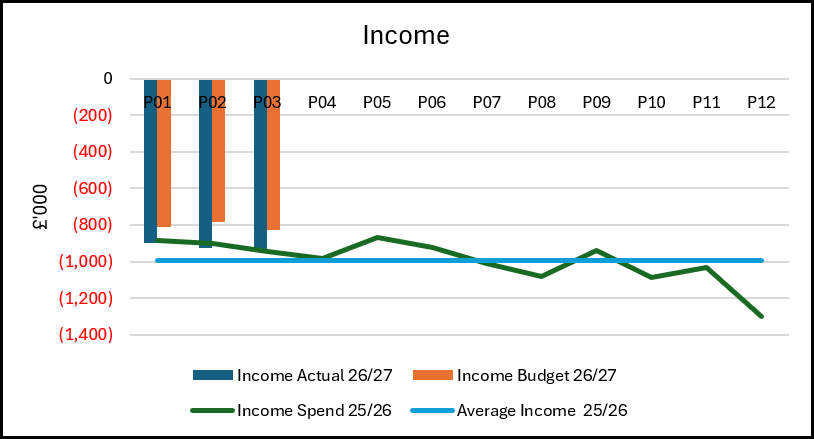 Income
0
P01 P02 P03 P04 P05 P06 P07 P08 P09 P10 P11 P12
(200)
(400)
(600)
(800)
(1,000)
(1,200)
(1,400)
£'000
Income Actual 26/27 Income Budget 26/27
Income Spend 25/26 Average Income 25/26